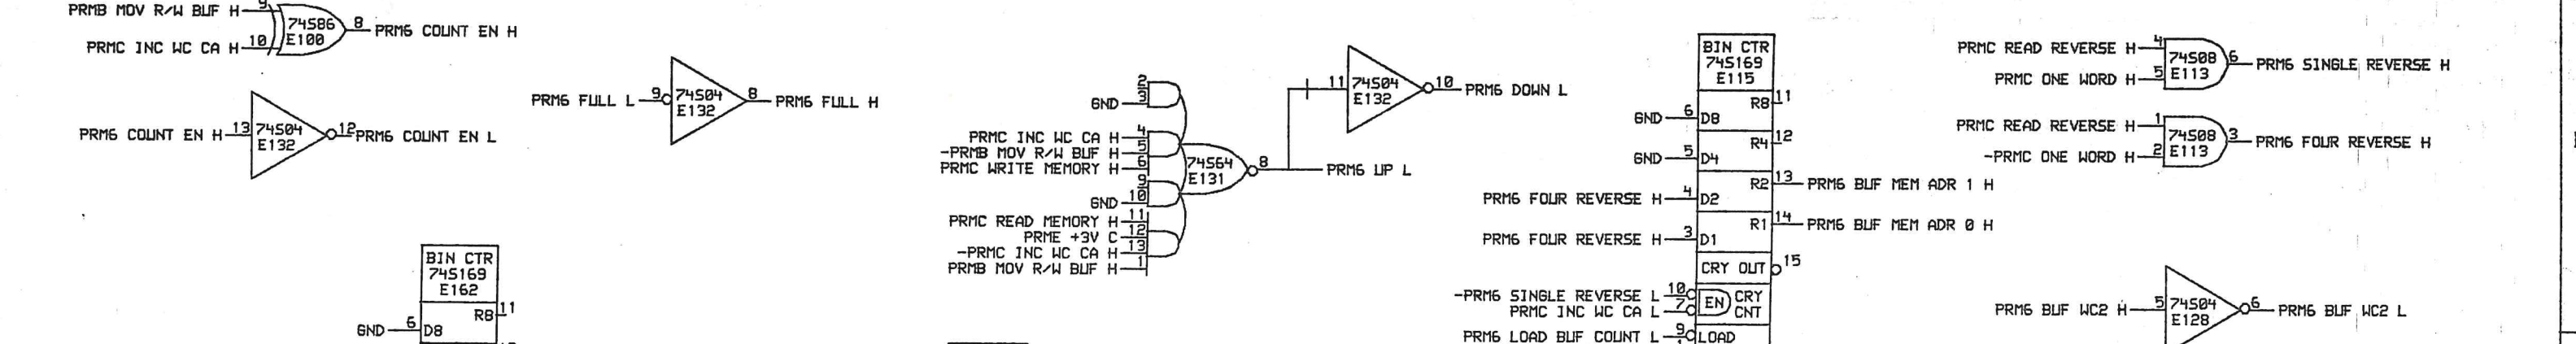 PRMB MOV R/W BUF H 9
74S86
E100
8 PRM6 COUNT EN H
PRMC INC WC CA H 10
PRM6 COUNT EN H 13
74S04
E132
12 PRM6 COUNT EN L
PRM6 FULL L 9
74S04
E132
8 PRM6 FULL H
BIN CTR
74S169
E162
R8 11
GND 6 D8
2
GND 3
PRMC INC WC CA H 4
-PRMB MOV R/W BUF H 5
PRMC WRITE MEMORY H 6
9
GND 10
PRMC READ MEMORY H 11
PRME +3V C 12
-PRMC INC WC CA H 13
PRMB MOV R/W BUF H 1
74S64
E131
8 PRM6 UP L
11 74S04
E132
10 PRM6 DOWN L
BIN CTR
74S169
E115
R8 11
GND 6 D8
R4 12
GND 5 D4
R2 13 PRM6 BUF MEM ADR 1 H
PRM6 FOUR REVERSE H 4 D2
R1 14 PRM6 BUF MEM ADR 0 H
PRM6 FOUR REVERSE H 3 D1
CRY OUT 15
-PRM6 SINGLE REVERSE L 10 EN CRY
PRMC INC WC CA L 7 CNT
PRM6 LOAD BUF COUNT L 9 LOAD
PRMC READ REVERSE H 4
74S08
E113
6 PRM6 SINGLE REVERSE H
PRMC ONE WORD H 5
PRMC READ REVERSE H 1
74S08
E113
3 PRM6 FOUR REVERSE H
-PRMC ONE WORD H 2
PRM6 BUF WC2 H 5
74S04
E128
6 PRM6 BUF WC2 L